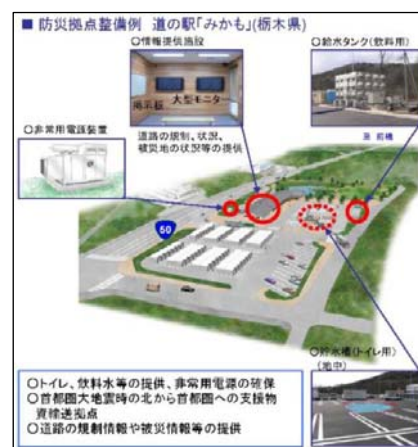 ■ 防災拠点整備例 道の駅「みかも」(栃木県)
○情報提供施設
○給水タンク(飲料用)
掲示板 大型モニター
○非常用電源装置
道路の規制、状況、
被災地の状況等の提供
至 前橋
50
○貯水槽(トイレ用)
(地中)
○トイレ、飲料水等の提供、非常用電源の確保
○首都圏大地震時の北から首都圏への支援物
資輸送拠点
○道路の規制情報や被災情報等の提供